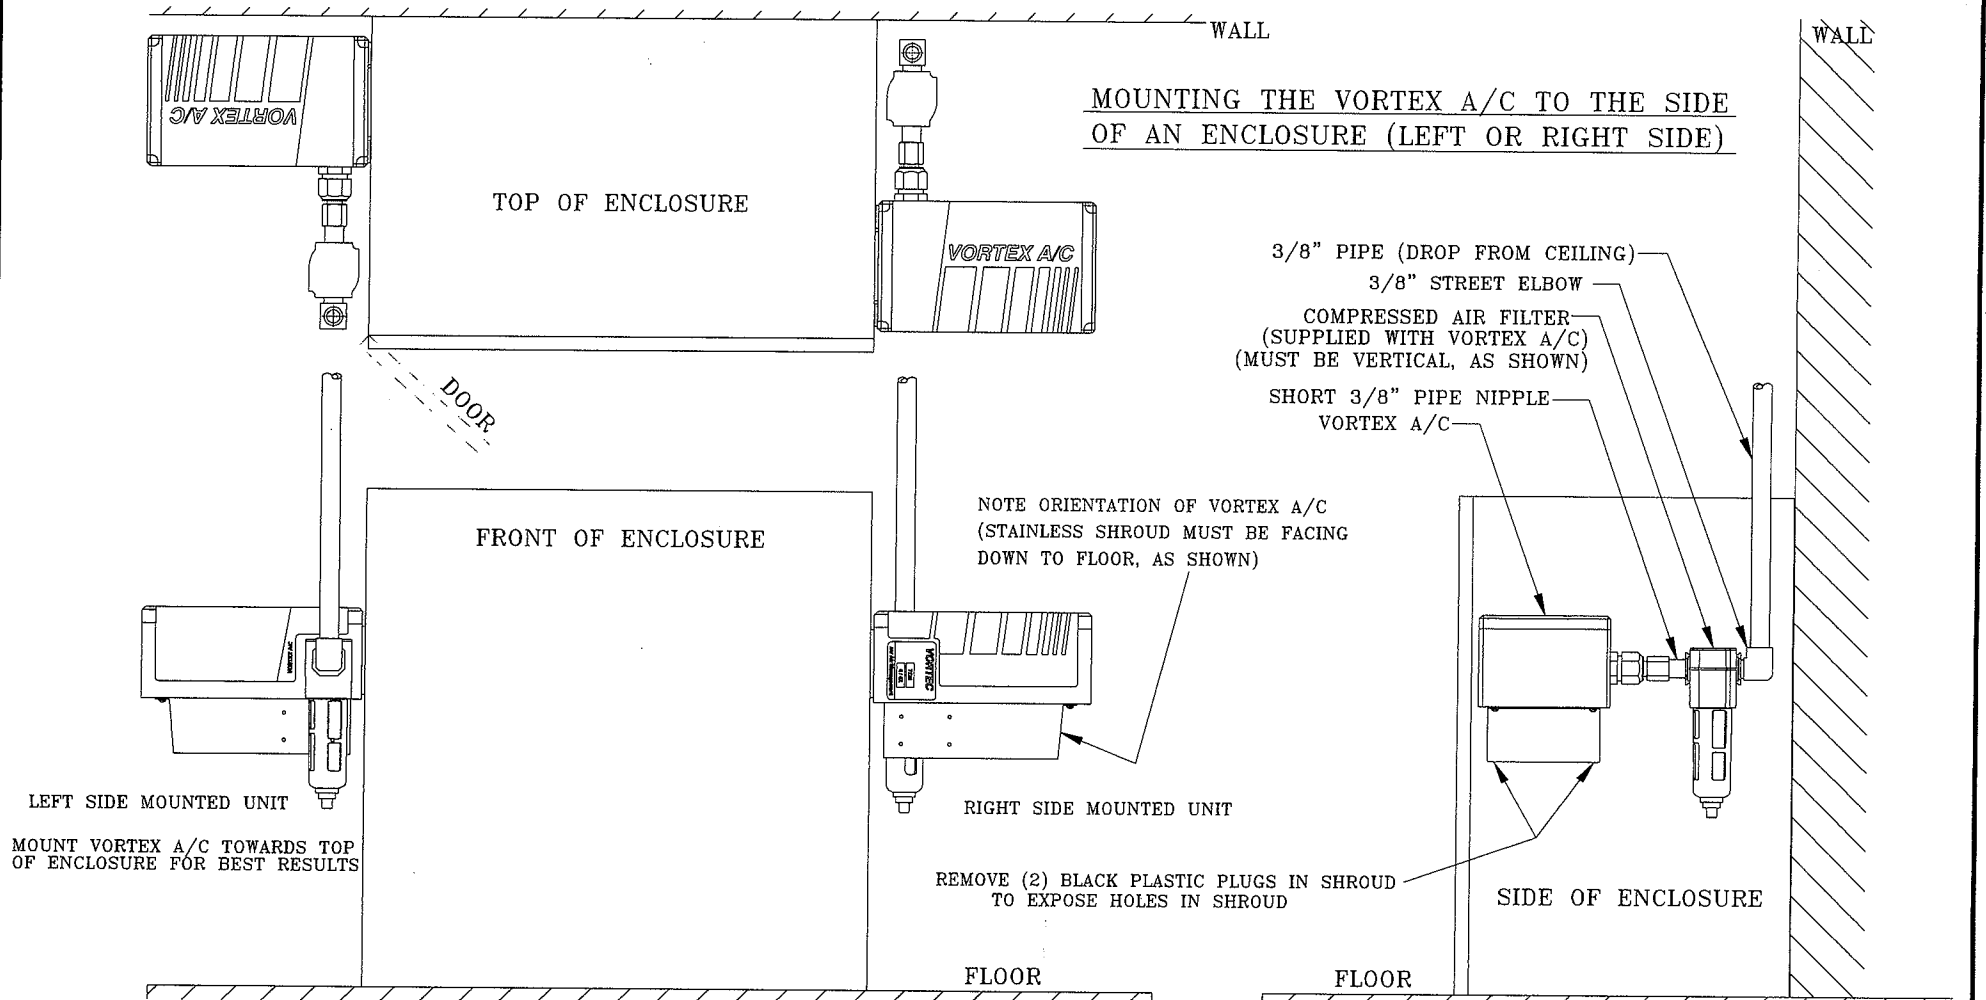 WALL
WALL
MOUNTING THE VORTEX A/C TO THE SIDE
OF AN ENCLOSURE (LEFT OR RIGHT SIDE)
VORTEX A/C
TOP OF ENCLOSURE
VORTEX A/C
DOOR
3/8" PIPE (DROP FROM CEILING)
3/8" STREET ELBOW
COMPRESSED AIR FILTER
(SUPPLIED WITH VORTEX A/C)
(MUST BE VERTICAL, AS SHOWN)
SHORT 3/8" PIPE NIPPLE
VORTEX A/C
FRONT OF ENCLOSURE
NOTE ORIENTATION OF VORTEX A/C
(STAINLESS SHROUD MUST BE FACING
DOWN TO FLOOR, AS SHOWN)
VORTEX A/C
VORTEC
LEFT SIDE MOUNTED UNIT
MOUNT VORTEX A/C TOWARDS TOP
OF ENCLOSURE FOR BEST RESULTS
RIGHT SIDE MOUNTED UNIT
REMOVE (2) BLACK PLASTIC PLUGS IN SHROUD
TO EXPOSE HOLES IN SHROUD
SIDE OF ENCLOSURE
FLOOR
FLOOR